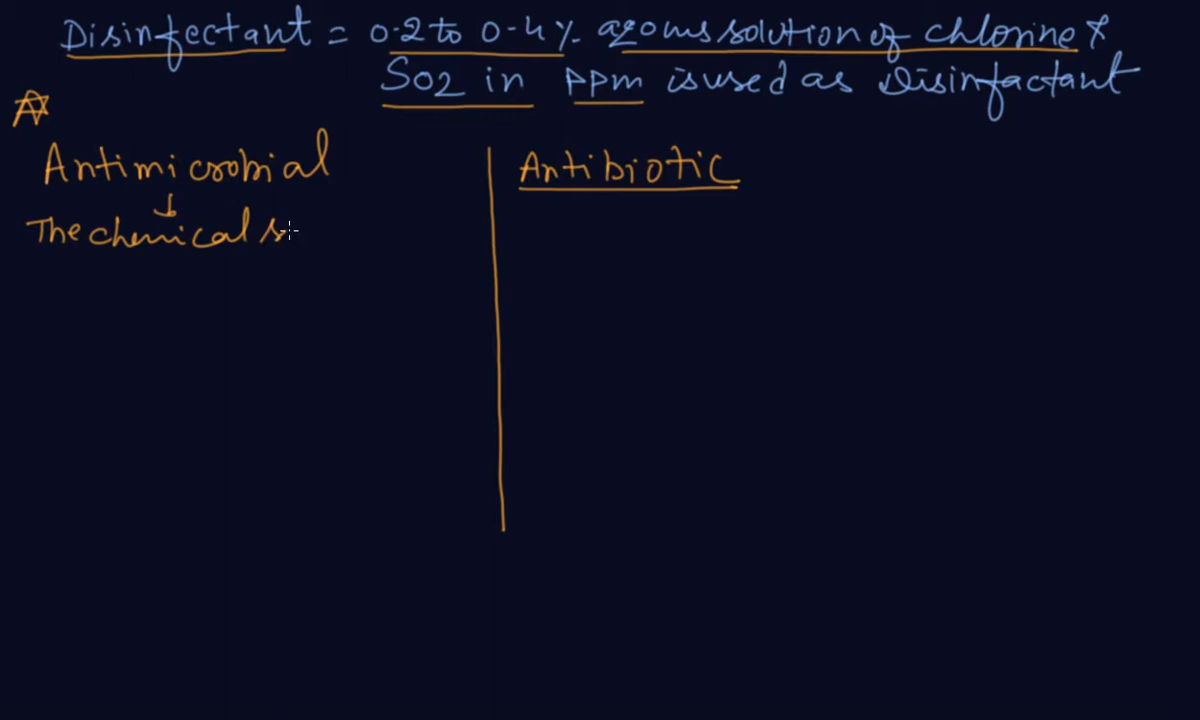 Disinfectant = 0.2 to 0.4 %. aqoms solution of chlorine &
SO2 in ppm is used as Disinfactant
Antimicrobial
Antibiotic
The chemical s